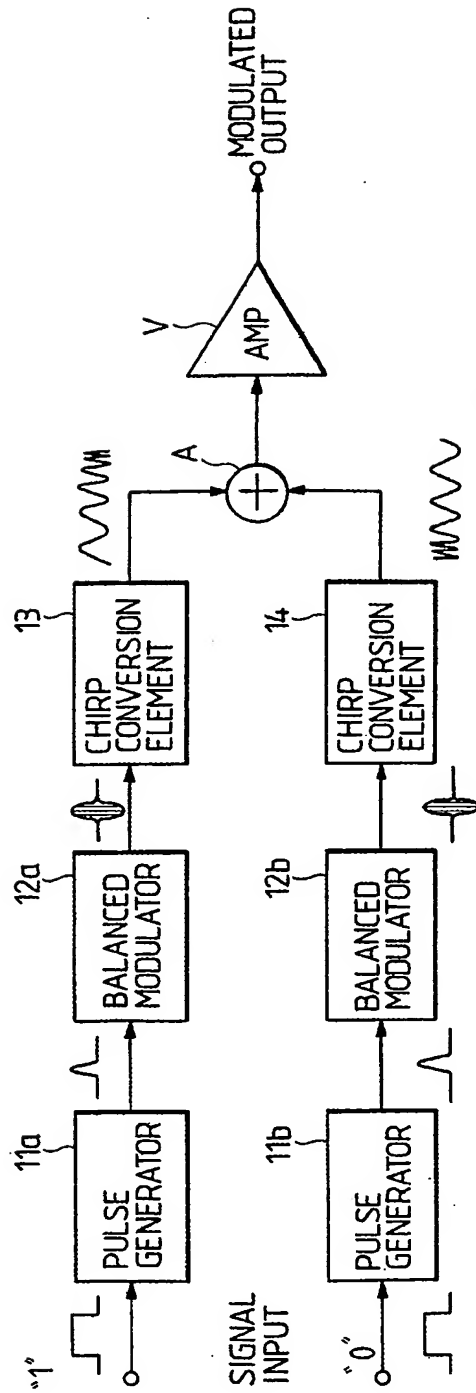 "1"
11a
PULSE
GENERATOR
12a
BALANCED
MODULATOR
13
CHIRP
CONVERSION
ELEMENT
SIGNAL
INPUT
"0"
11b
PULSE
GENERATOR
12b
BALANCED
MODULATOR
14
CHIRP
CONVERSION
ELEMENT
A
+
V
AMP
MODULATED
OUTPUT